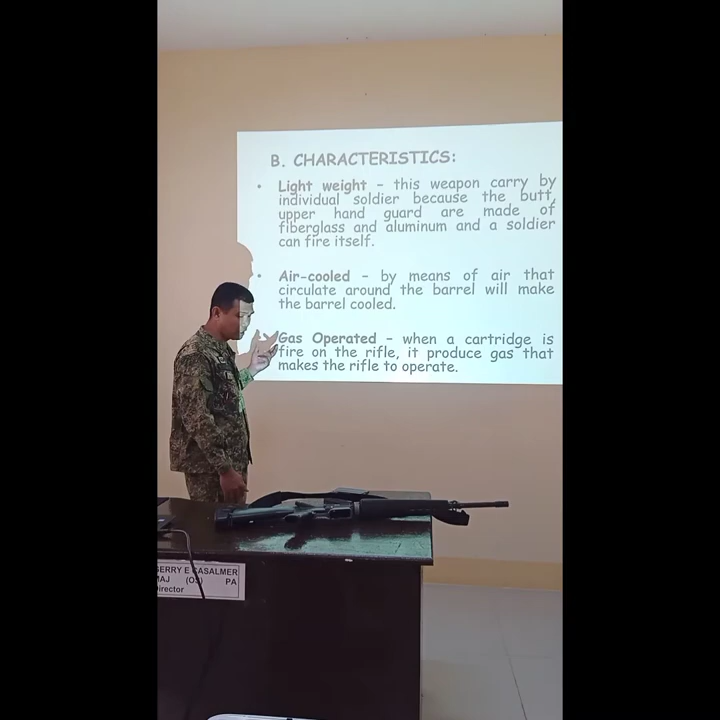 B. CHARACTERISTICS:
• Light weight – this weapon carry by
individual soldier because the butt,
upper hand guard are made of
fiberglass and aluminum and a soldier
can fire itself.
• Air-cooled – by means of air that
circulate around the barrel will make
the barrel cooled.
Gas Operated – when a cartridge is
fire on the rifle, it produce gas that
makes the rifle to operate.
GERRY E CASALMER
MAJ (OS) PA
Director